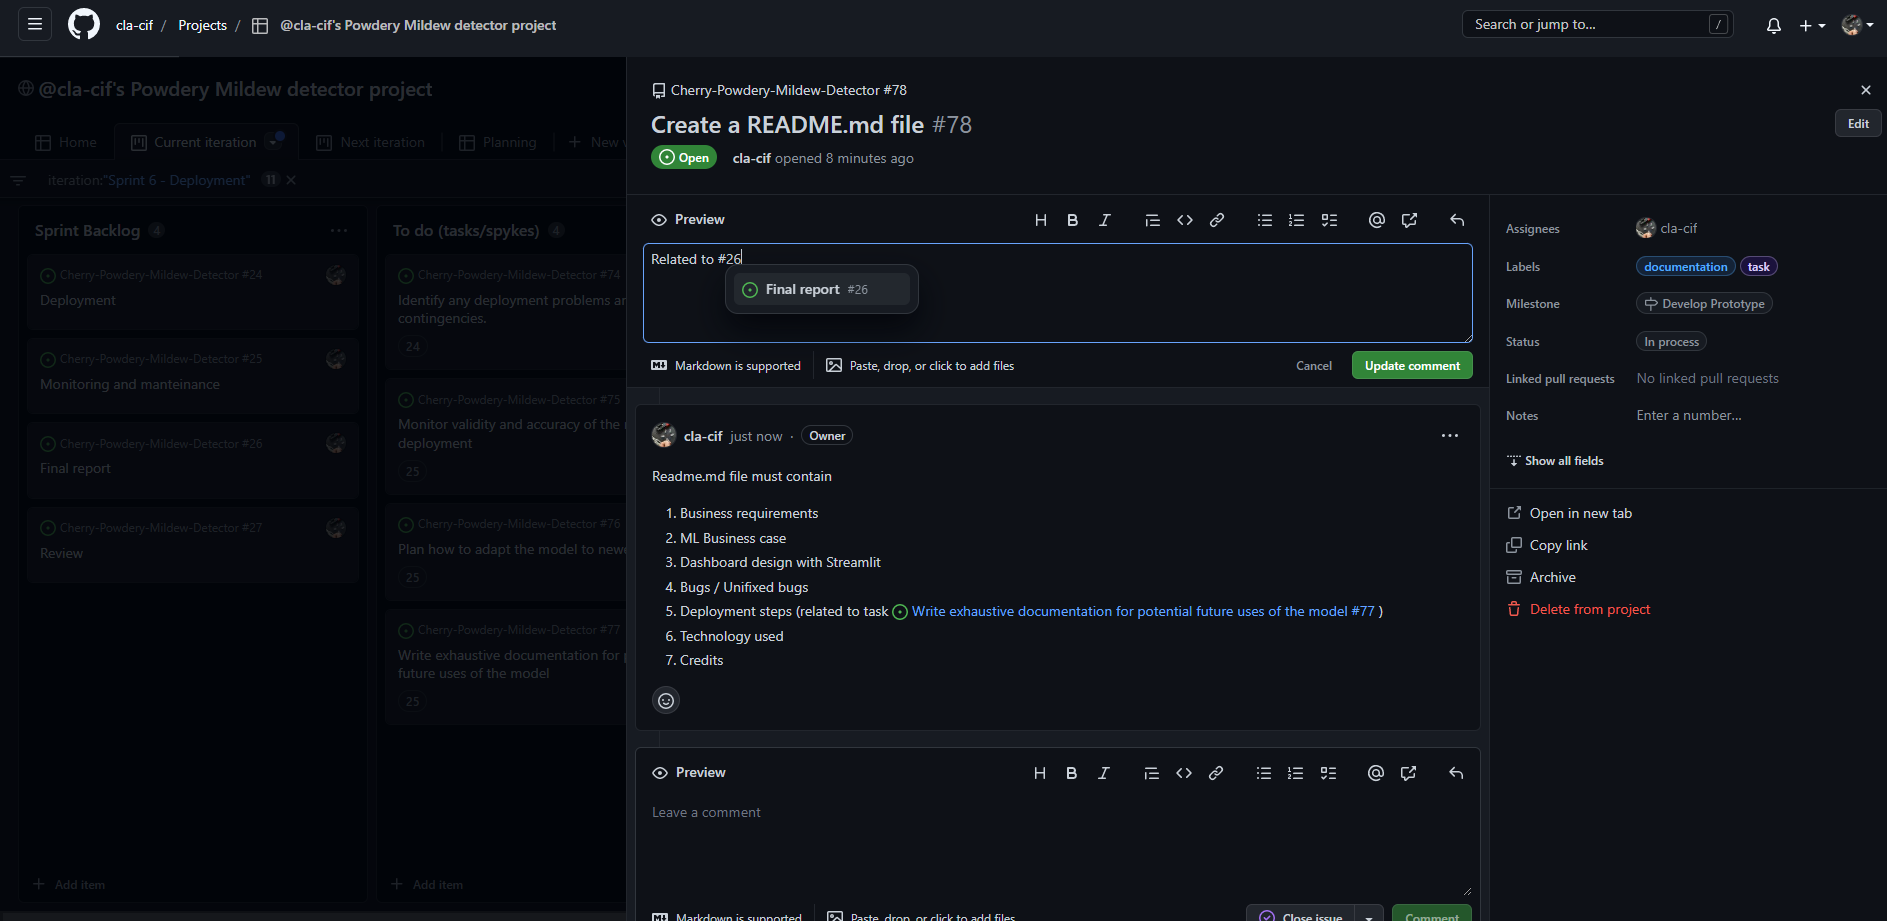 cla-cif / Projects / @cla-cif's Powdery Mildew detector project
Search or jump to... /
@cla-cif's Powdery Mildew detector project
Home
Current iteration
Next iteration
Planning
New
iteration:"Sprint 6 - Deployment" 11
Sprint Backlog 4
Cherry-Powdery-Mildew-Detector #24
Deployment
Cherry-Powdery-Mildew-Detector #25
Monitoring and manteinance
Cherry-Powdery-Mildew-Detector #26
Final report
Cherry-Powdery-Mildew-Detector #27
Review
Add item
To do (tasks/spykes) 4
Cherry-Powdery-Mildew-Detector #74
Identify any deployment problems
contingencies.
24
Cherry-Powdery-Mildew-Detector #75
Monitor validity and accuracy of the
deployment
25
Cherry-Powdery-Mildew-Detector #76
Plan how to adapt the model to
25
Cherry-Powdery-Mildew-Detector #77
Write exhaustive documentation for
future uses of the model
25
Add item
Cherry-Powdery-Mildew-Detector #78
Create a README.md file #78
Edit
Open
cla-cif opened 8 minutes ago
Preview
Related to #26
Final report #26
Markdown is supported
Paste, drop, or click to add files
Cancel
Update comment
cla-cif just now · Owner
Readme.md file must contain
1. Business requirements
2. ML Business case
3. Dashboard design with Streamlit
4. Bugs / Unifixed bugs
5. Deployment steps (related to task Write exhaustive documentation for potential future uses of the model #77 )
6. Technology used
7. Credits
Preview
Leave a comment
Markdown is supported
Paste, drop, or click to add files
Close issue
Comment
Assignees cla-cif
Labels documentation task
Milestone Develop Prototype
Status In process
Linked pull requests No linked pull requests
Notes Enter a number...
Show all fields
Open in new tab
Copy link
Archive
Delete from project